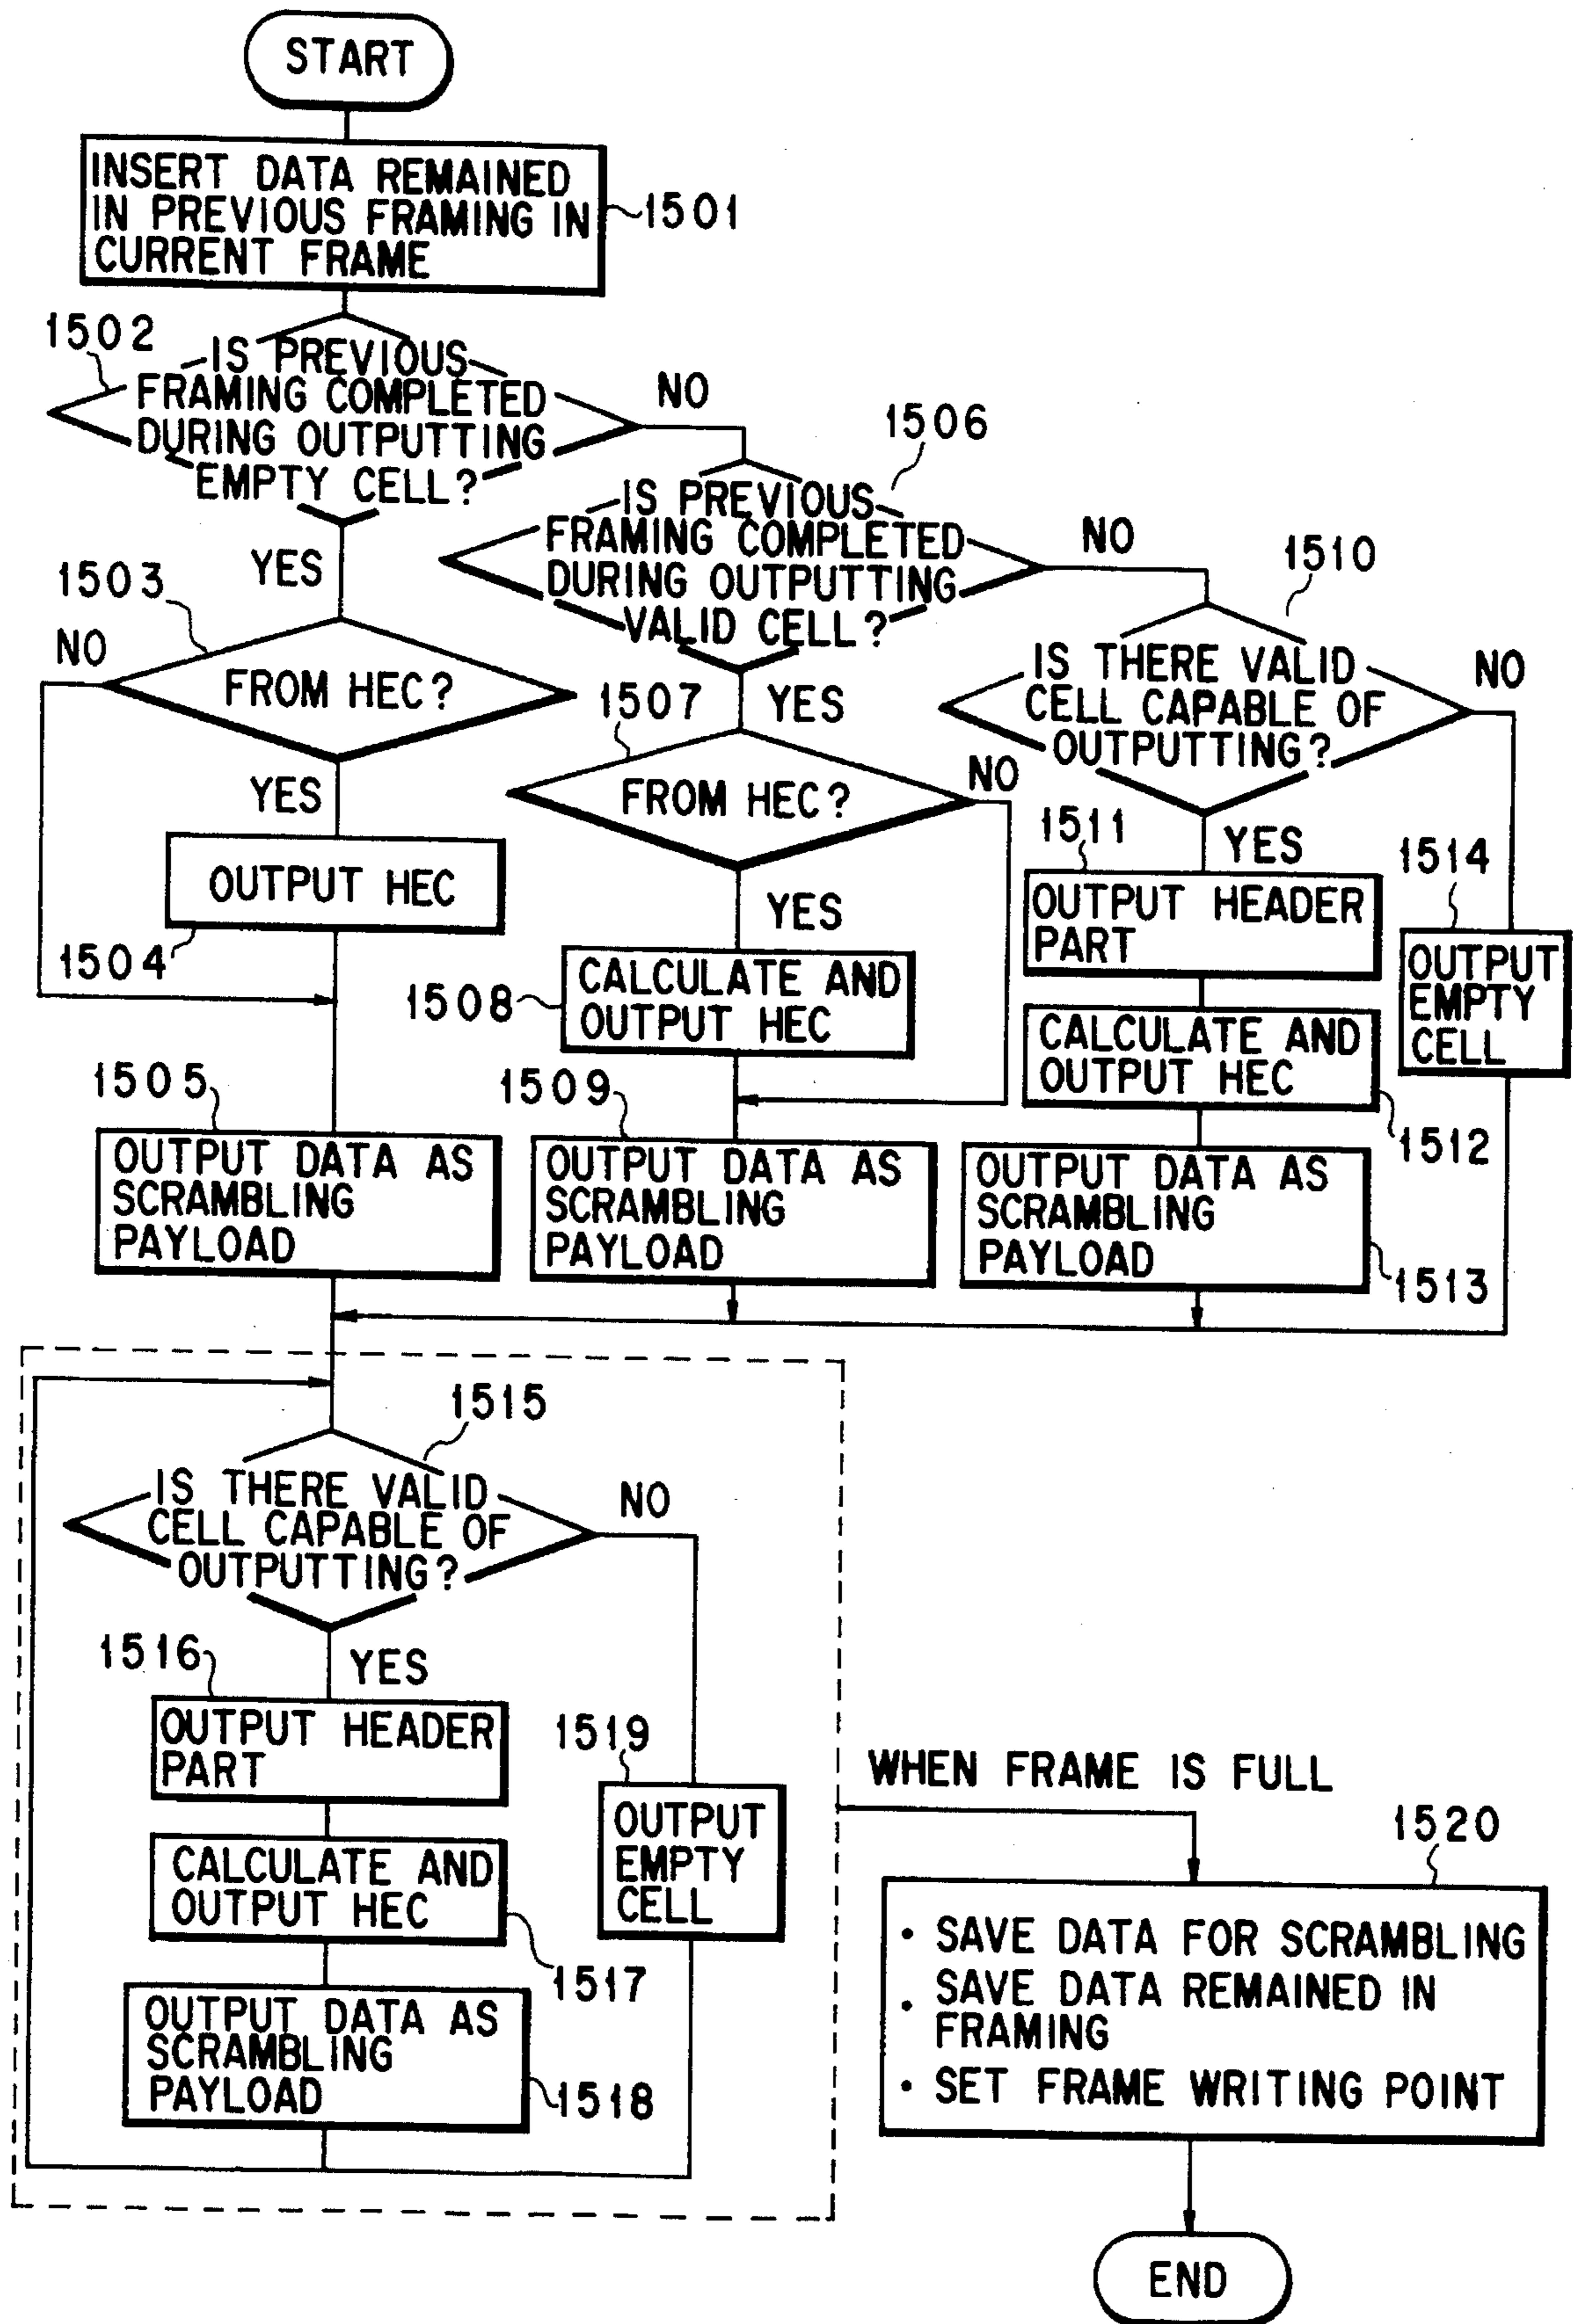 START
INSERT DATA REMAINED
IN PREVIOUS FRAMING IN
CURRENT FRAME
1501
1502
IS PREVIOUS
FRAMING COMPLETED
DURING OUTPUTTING
EMPTY CELL?
NO
YES
1506
IS PREVIOUS
FRAMING COMPLETED
DURING OUTPUTTING
VALID CELL?
NO
YES
1503
NO
FROM HEC?
YES
OUTPUT HEC
1504
1505
OUTPUT DATA AS
SCRAMBLING
PAYLOAD
1507
FROM HEC?
NO
YES
1508
CALCULATE AND
OUTPUT HEC
1509
OUTPUT DATA AS
SCRAMBLING
PAYLOAD
1510
IS THERE VALID
CELL CAPABLE OF
OUTPUTTING?
NO
YES
1511
OUTPUT HEADER
PART
CALCULATE AND
OUTPUT HEC
1512
OUTPUT DATA AS
SCRAMBLING
PAYLOAD
1513
1514
OUTPUT
EMPTY
CELL
1515
IS THERE VALID
CELL CAPABLE OF
OUTPUTTING?
NO
YES
1516
OUTPUT HEADER
PART
CALCULATE AND
OUTPUT HEC
1517
OUTPUT DATA AS
SCRAMBLING
PAYLOAD
1518
1519
OUTPUT
EMPTY
CELL
WHEN FRAME IS FULL
1520
• SAVE DATA FOR SCRAMBLING
• SAVE DATA REMAINED IN
FRAMING
• SET FRAME WRITING POINT
END